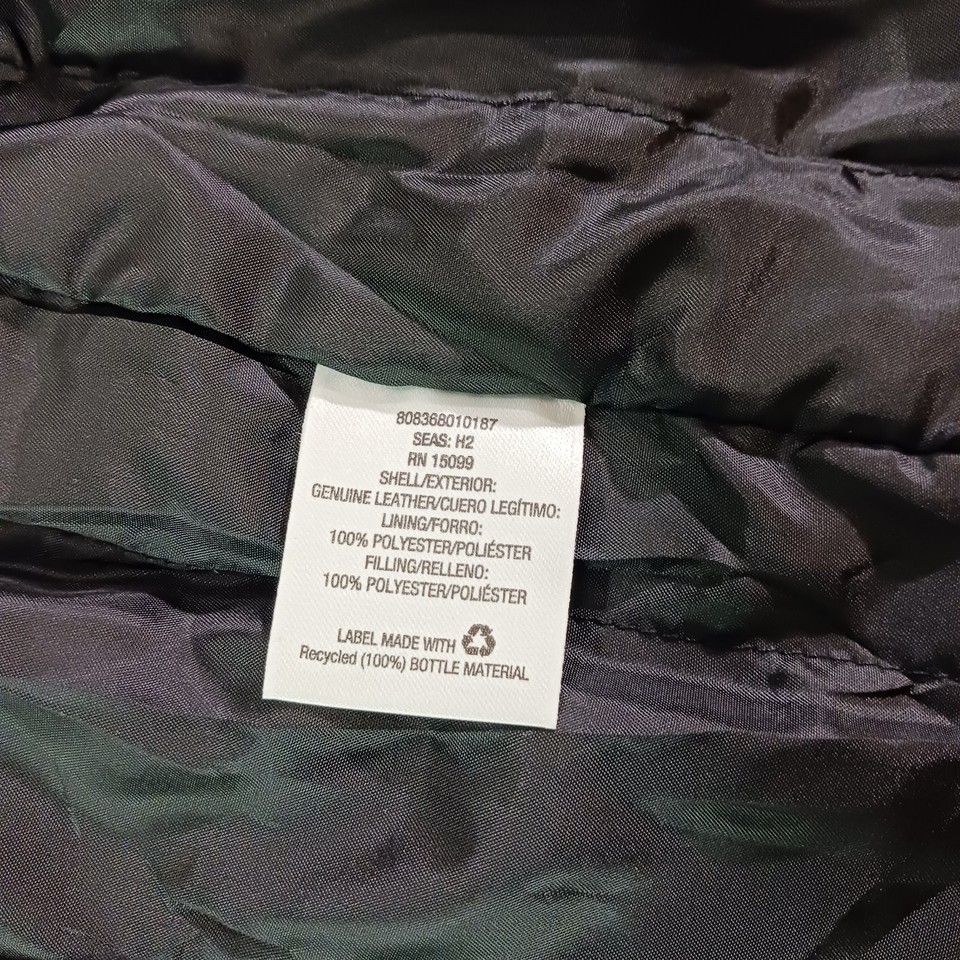 808368010187
SEAS: H2
RN 15099
SHELL/EXTERIOR:
GENUINE LEATHER/CUERO LEGÍTIMO:
LINING/FORRO:
100% POLYESTER/POLIÉSTER
FILLING/RELLENO:
100% POLYESTER/POLIÉSTER
LABEL MADE WITH
Recycled (100%) BOTTLE MATERIAL